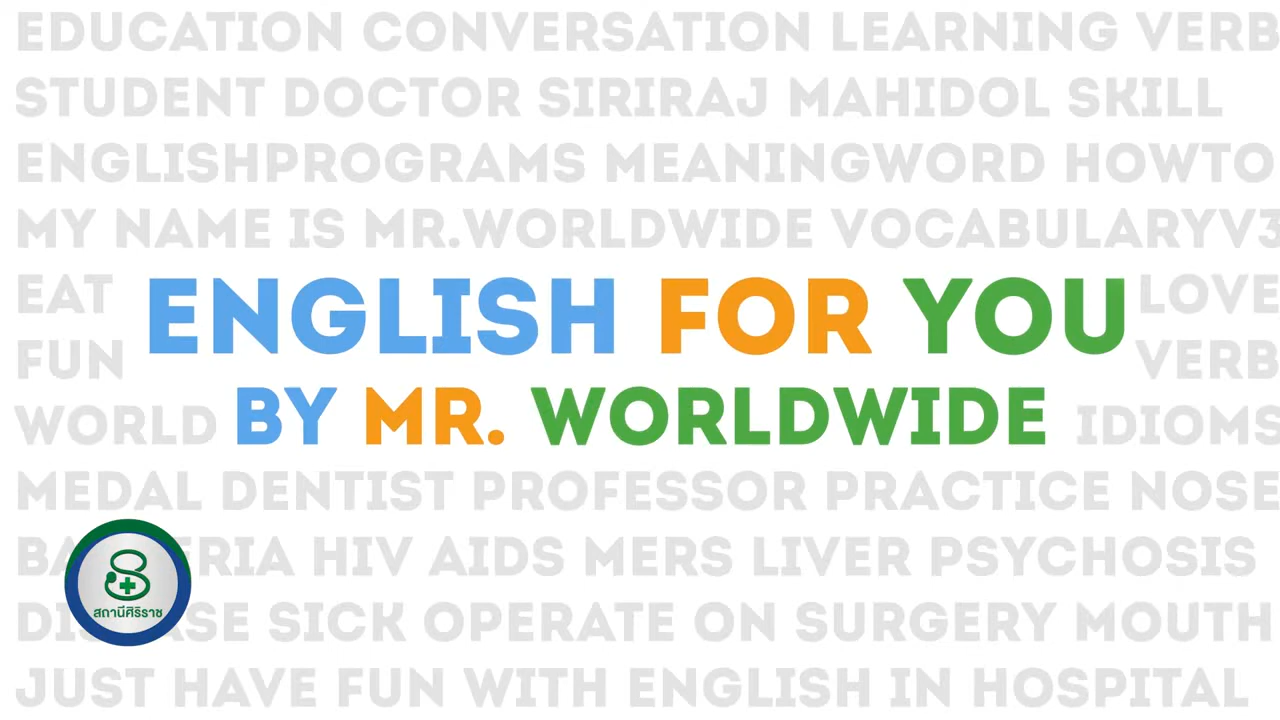 EDUCATION CONVERSATION LEARNING VERB
STUDENT DOCTOR SIRIRAJ MAHIDOL SKILL
ENGLISHPROGRAMS MEANINGWORD HOWTO
MY NAME IS MR.WORLDWIDE VOCABULARYV3
EAT LOVE
ENGLISH FOR YOU
FUN VERB
WORLD IDIOMS
BY MR. WORLDWIDE
MEDAL DENTIST PROFESSOR PRACTICE NOSE
HIV AIDS MERS LIVER PSYCHOSIS
SICK OPERATE ON SURGERY MOUTH
สถานีศิริราช
JUST HAVE FUN WITH ENGLISH IN HOSPITAL